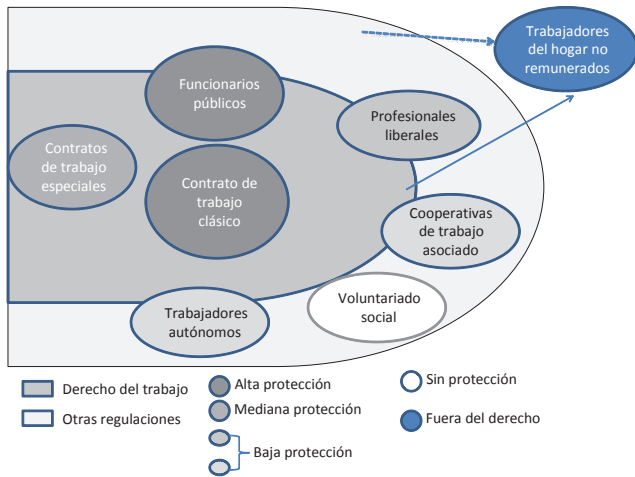 Trabajadores
del hogar no
remunerados
Funcionarios
públicos
Profesionales
liberales
Contratos
de trabajo
especiales
Contrato de
trabajo
clásico
Cooperativas
de trabajo
asociado
Voluntariado
social
Trabajadores
autónomos
Derecho del trabajo
Otras regulaciones
Alta protección
Mediana protección
Baja protección
Sin protección
Fuera del derecho